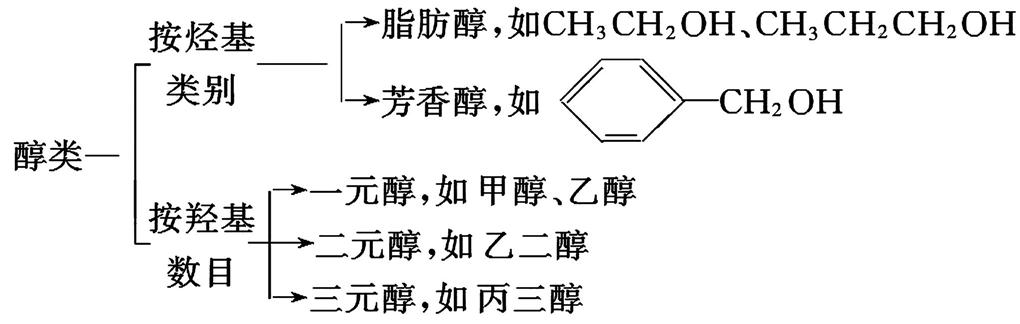 按烃基
类别
脂肪醇,如CH₃CH₂OH、CH₃CH₂CH₂OH
芳香醇,如 —CH₂OH
醇类
按羟基
数目
一元醇,如 甲醇、乙醇
二元醇,如 乙二醇
三元醇,如 丙三醇